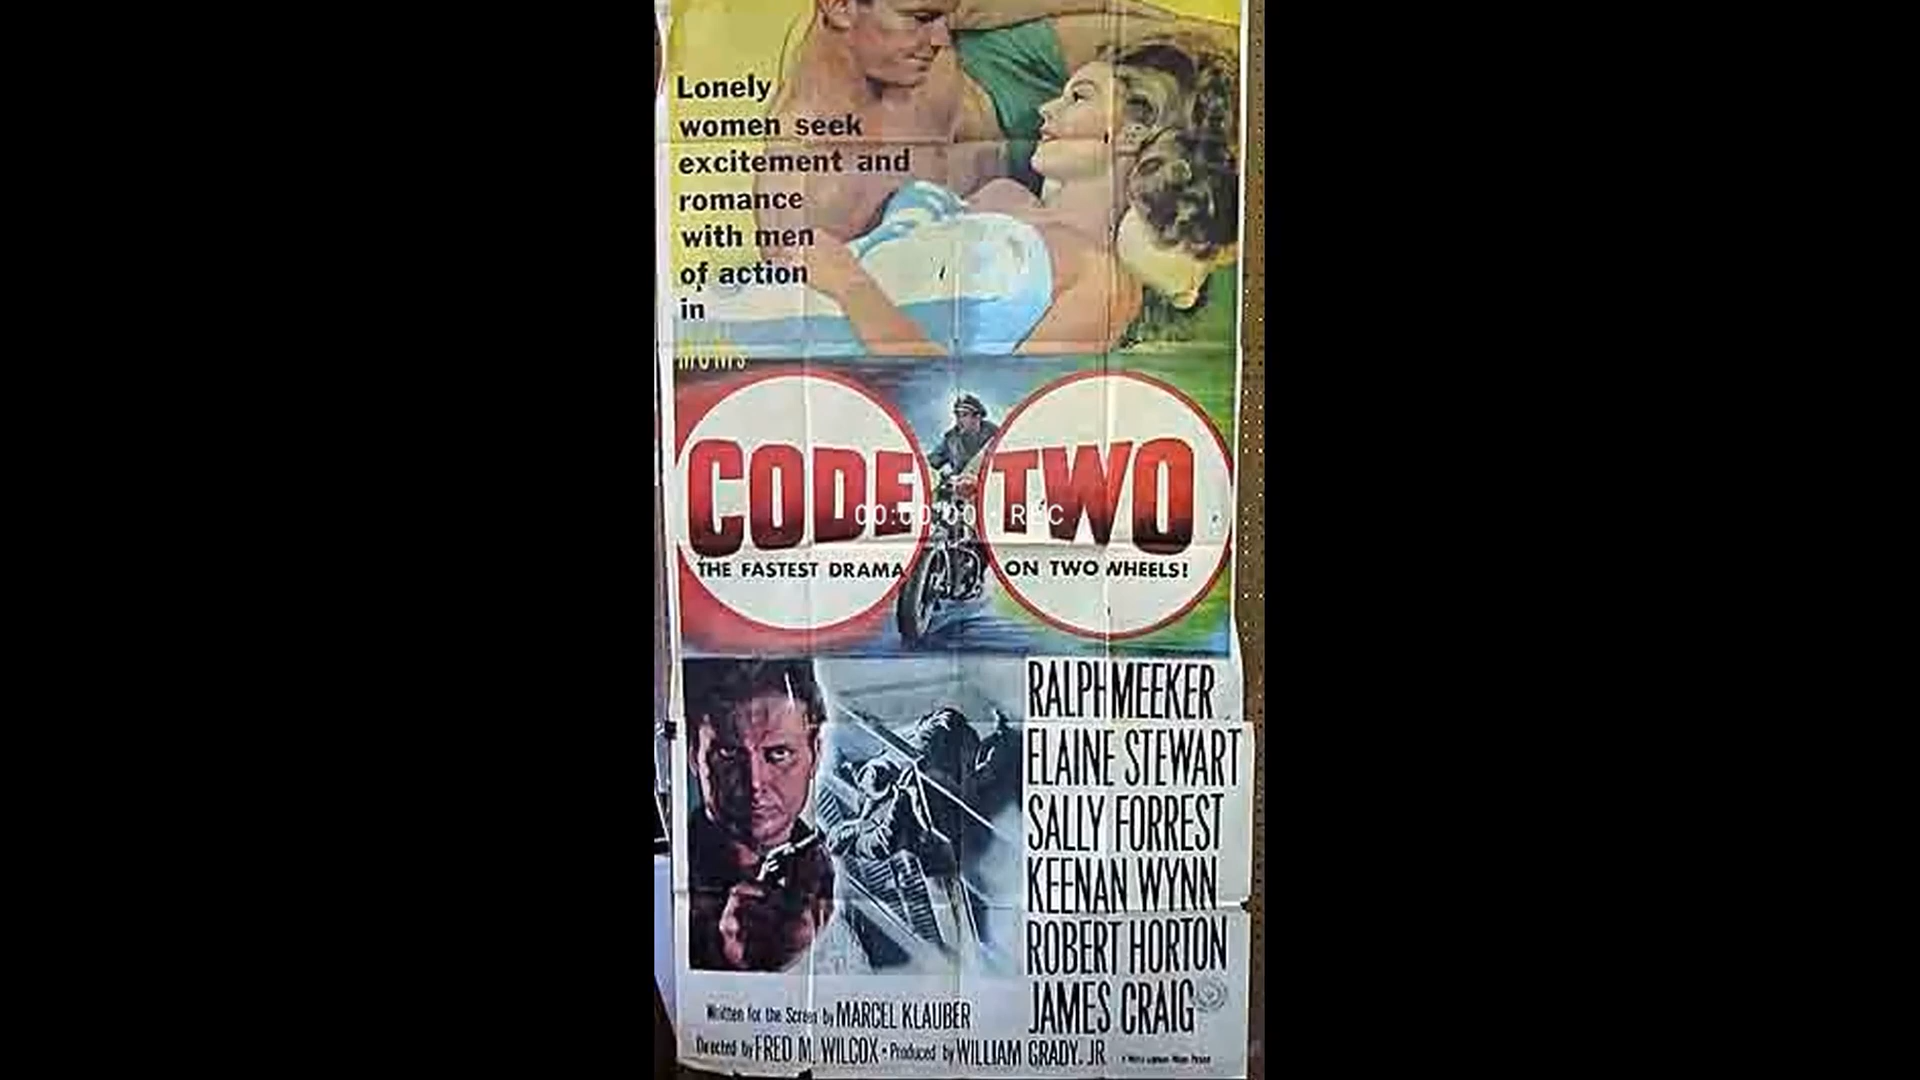 Lonely
women seek
excitement and
romance
with men
of action
in
M-G-M's
CODE TWO
THE FASTEST DRAMA ON TWO WHEELS!
00:00:00 • REC
RALPH MEEKER
ELAINE STEWART
SALLY FORREST
KEENAN WYNN
ROBERT HORTON
JAMES CRAIG
Written for the Screen by MARCEL KLAUBER
Directed by FRED M. WILCOX • Produced by WILLIAM GRADY, JR